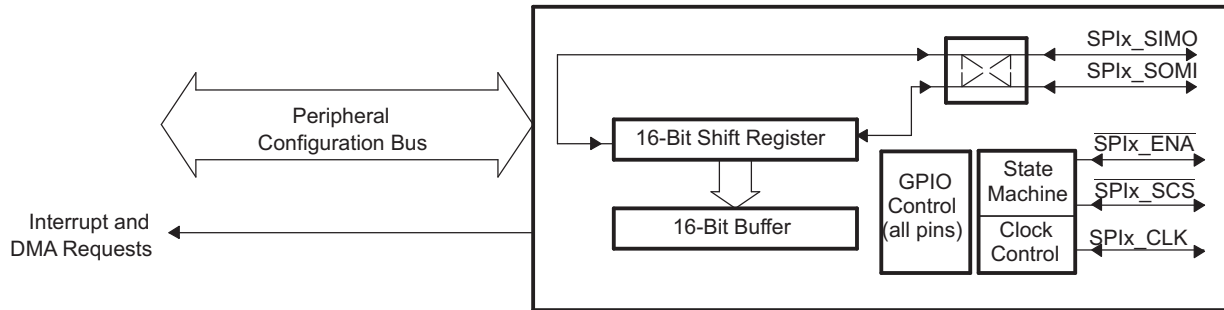 SPIx_SIMO
SPIx_SOMI
Peripheral
Configuration Bus
16-Bit Shift Register
SPIx_ENA
GPIO
Control
(all pins)
State
Machine
SPIx_SCS
Interrupt and
DMA Requests
16-Bit Buffer
Clock
Control
SPIx_CLK